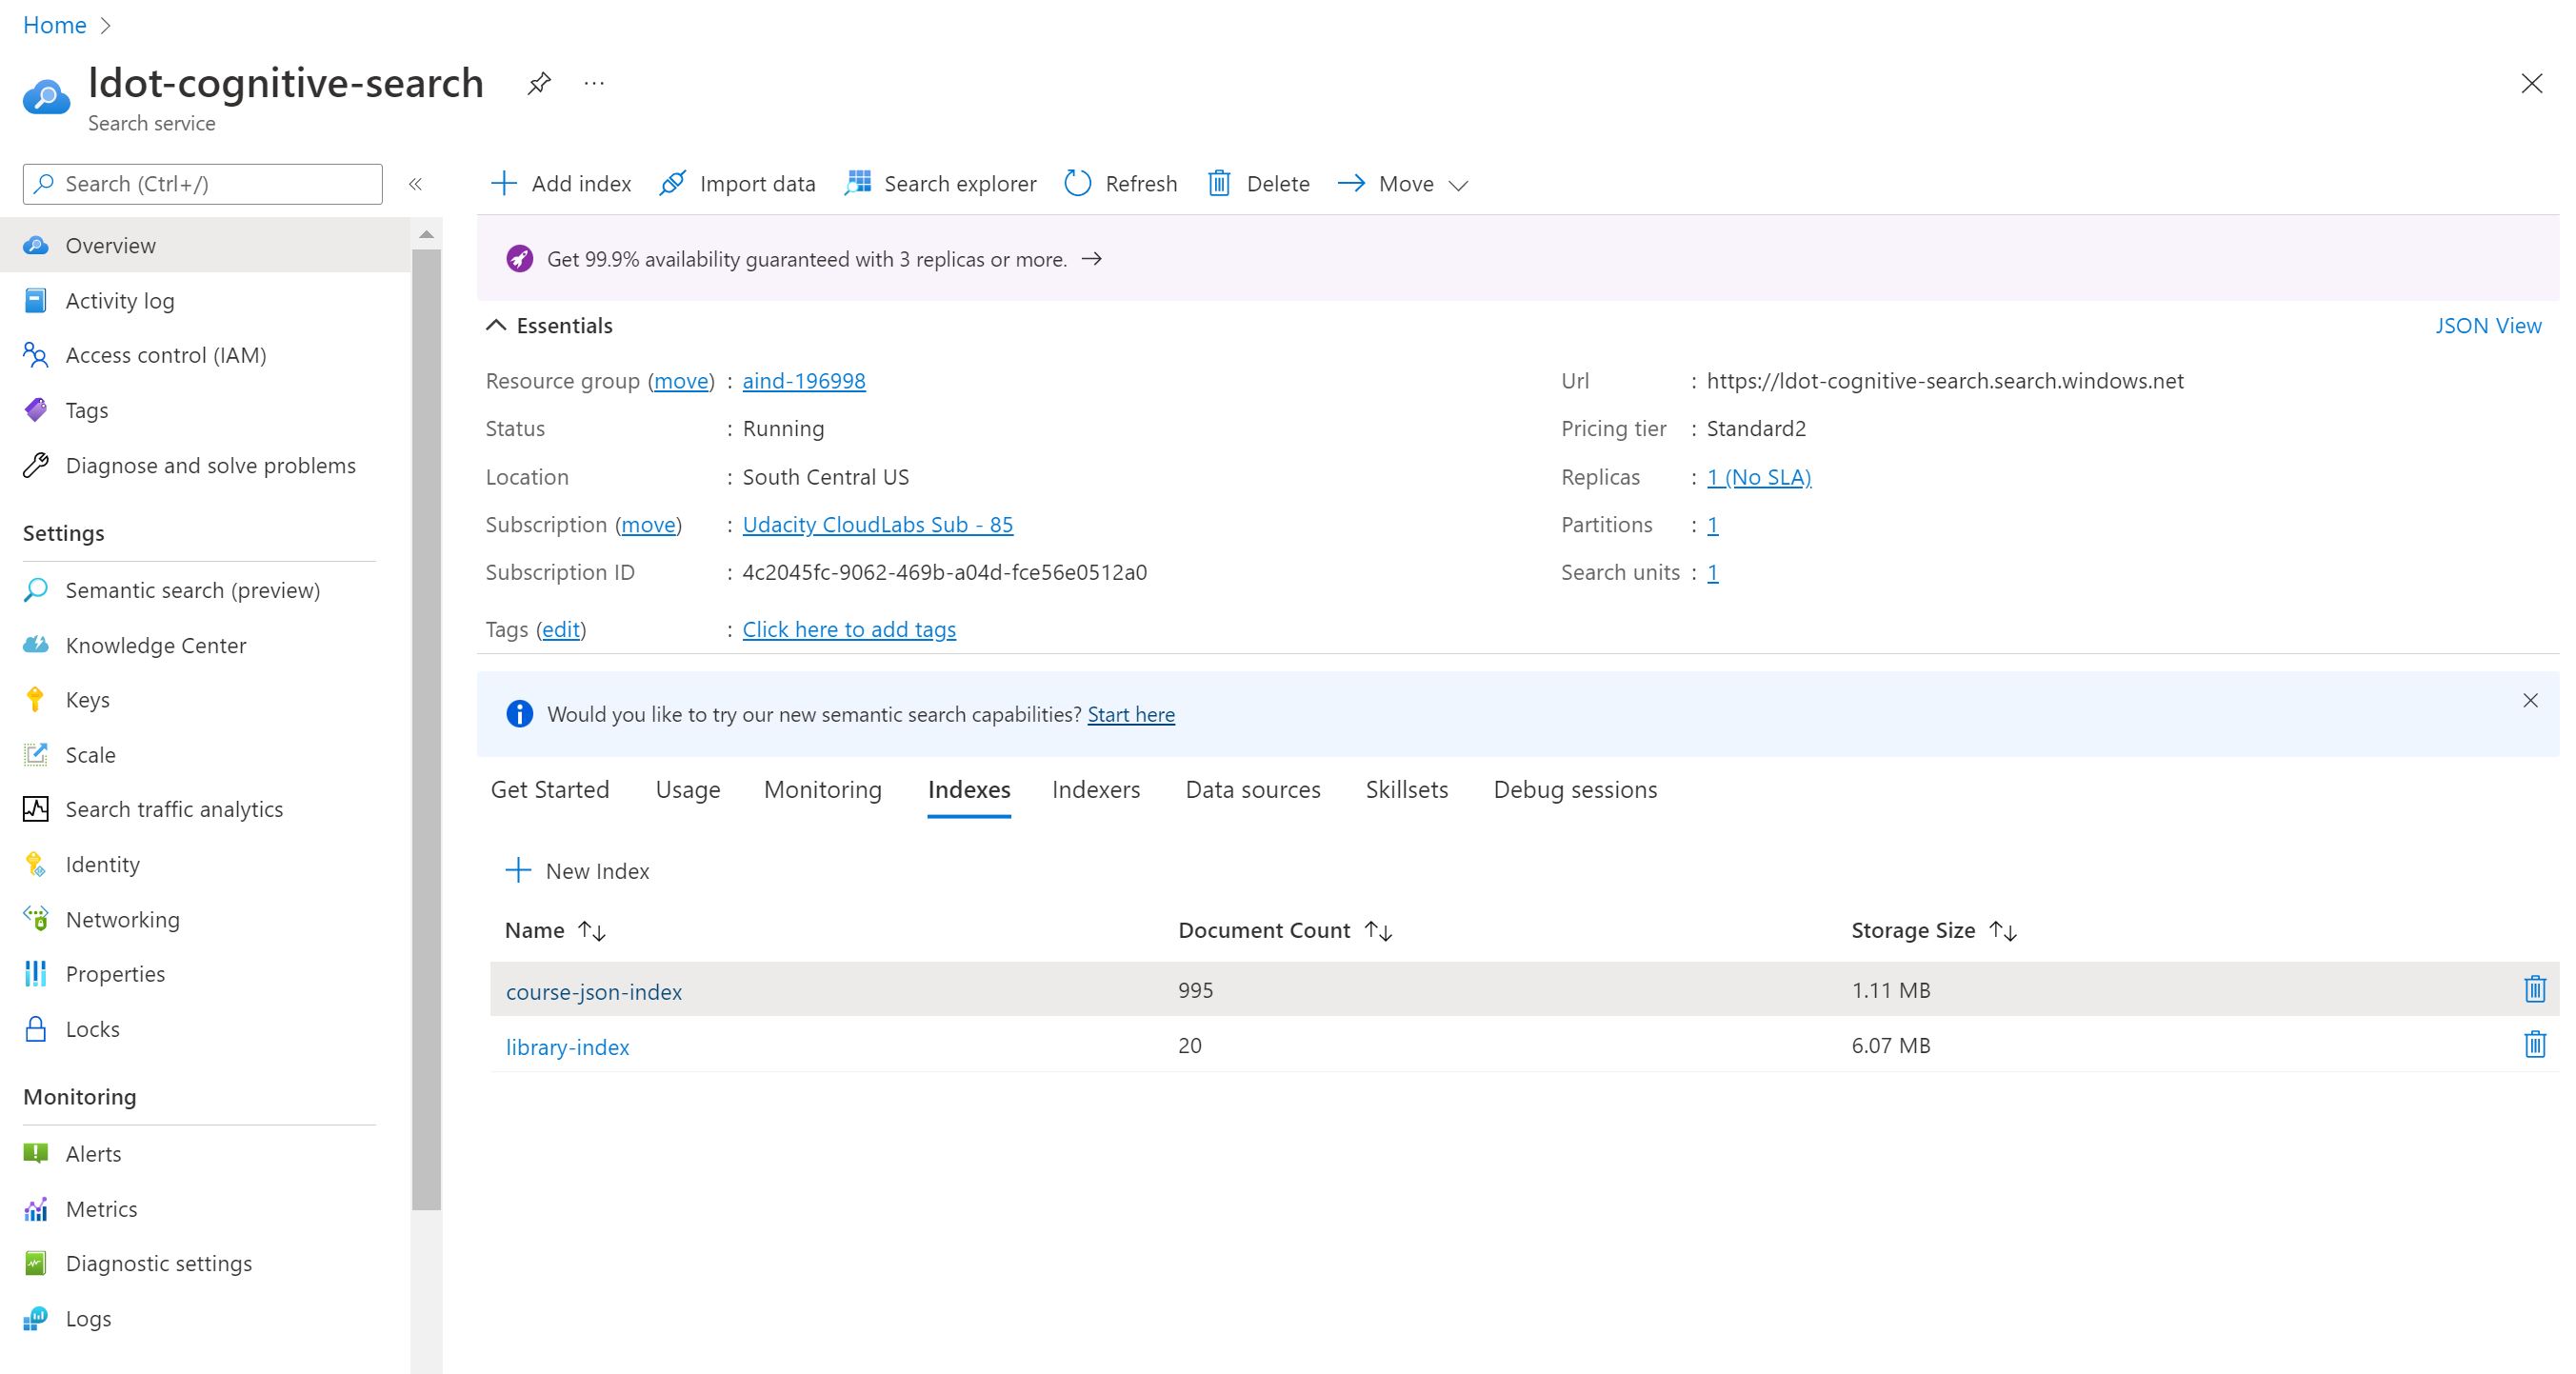 Home
ldot-cognitive-search
Search service
Search (Ctrl+/)
Add index
Import data
Search explorer
Refresh
Delete
Move
Overview
Activity log
Access control (IAM)
Tags
Diagnose and solve problems
Settings
Semantic search (preview)
Knowledge Center
Keys
Scale
Search traffic analytics
Identity
Networking
Properties
Locks
Monitoring
Alerts
Metrics
Diagnostic settings
Logs
Get 99.9% availability guaranteed with 3 replicas or more.
Essentials
JSON View
Resource group (move) : aind-196998
Status : Running
Location : South Central US
Subscription (move) : Udacity CloudLabs Sub - 85
Subscription ID : 4c2045fc-9062-469b-a04d-fce56e0512a0
Tags (edit) : Click here to add tags
Url : https://ldot-cognitive-search.search.windows.net
Pricing tier : Standard2
Replicas : 1 (No SLA)
Partitions : 1
Search units : 1
Would you like to try our new semantic search capabilities? Start here
Get Started Usage Monitoring Indexes Indexers Data sources Skillsets Debug sessions
New Index
Name Document Count Storage Size
course-json-index 995 1.11 MB
library-index 20 6.07 MB